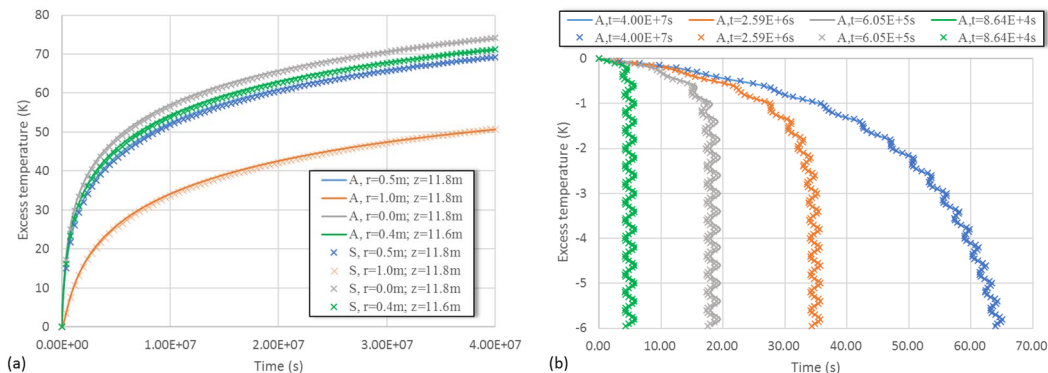 80
70
60
50
40
30
20
10
0
Excess temperature (K)
A, r=0.5m; z=11.8m
A, r=1.0m; z=11.8m
A, r=0.0m; z=11.8m
A, r=0.4m; z=11.6m
S, r=0.5m; z=11.8m
S, r=1.0m; z=11.8m
S, r=0.0m; z=11.8m
S, r=0.4m; z=11.6m
0.00E+00 1.00E+07 2.00E+07 3.00E+07 4.00E+07
Time (s)
(a)
A,t=4.00E+7s A,t=2.59E+6s A,t=6.05E+5s A,t=8.64E+4s
A,t=4.00E+7s A,t=2.59E+6s A,t=6.05E+5s A,t=8.64E+4s
0
-1
-2
-3
-4
-5
-6
Excess temperature (K)
0.00 10.00 20.00 30.00 40.00 50.00 60.00 70.00
Time (s)
(b)